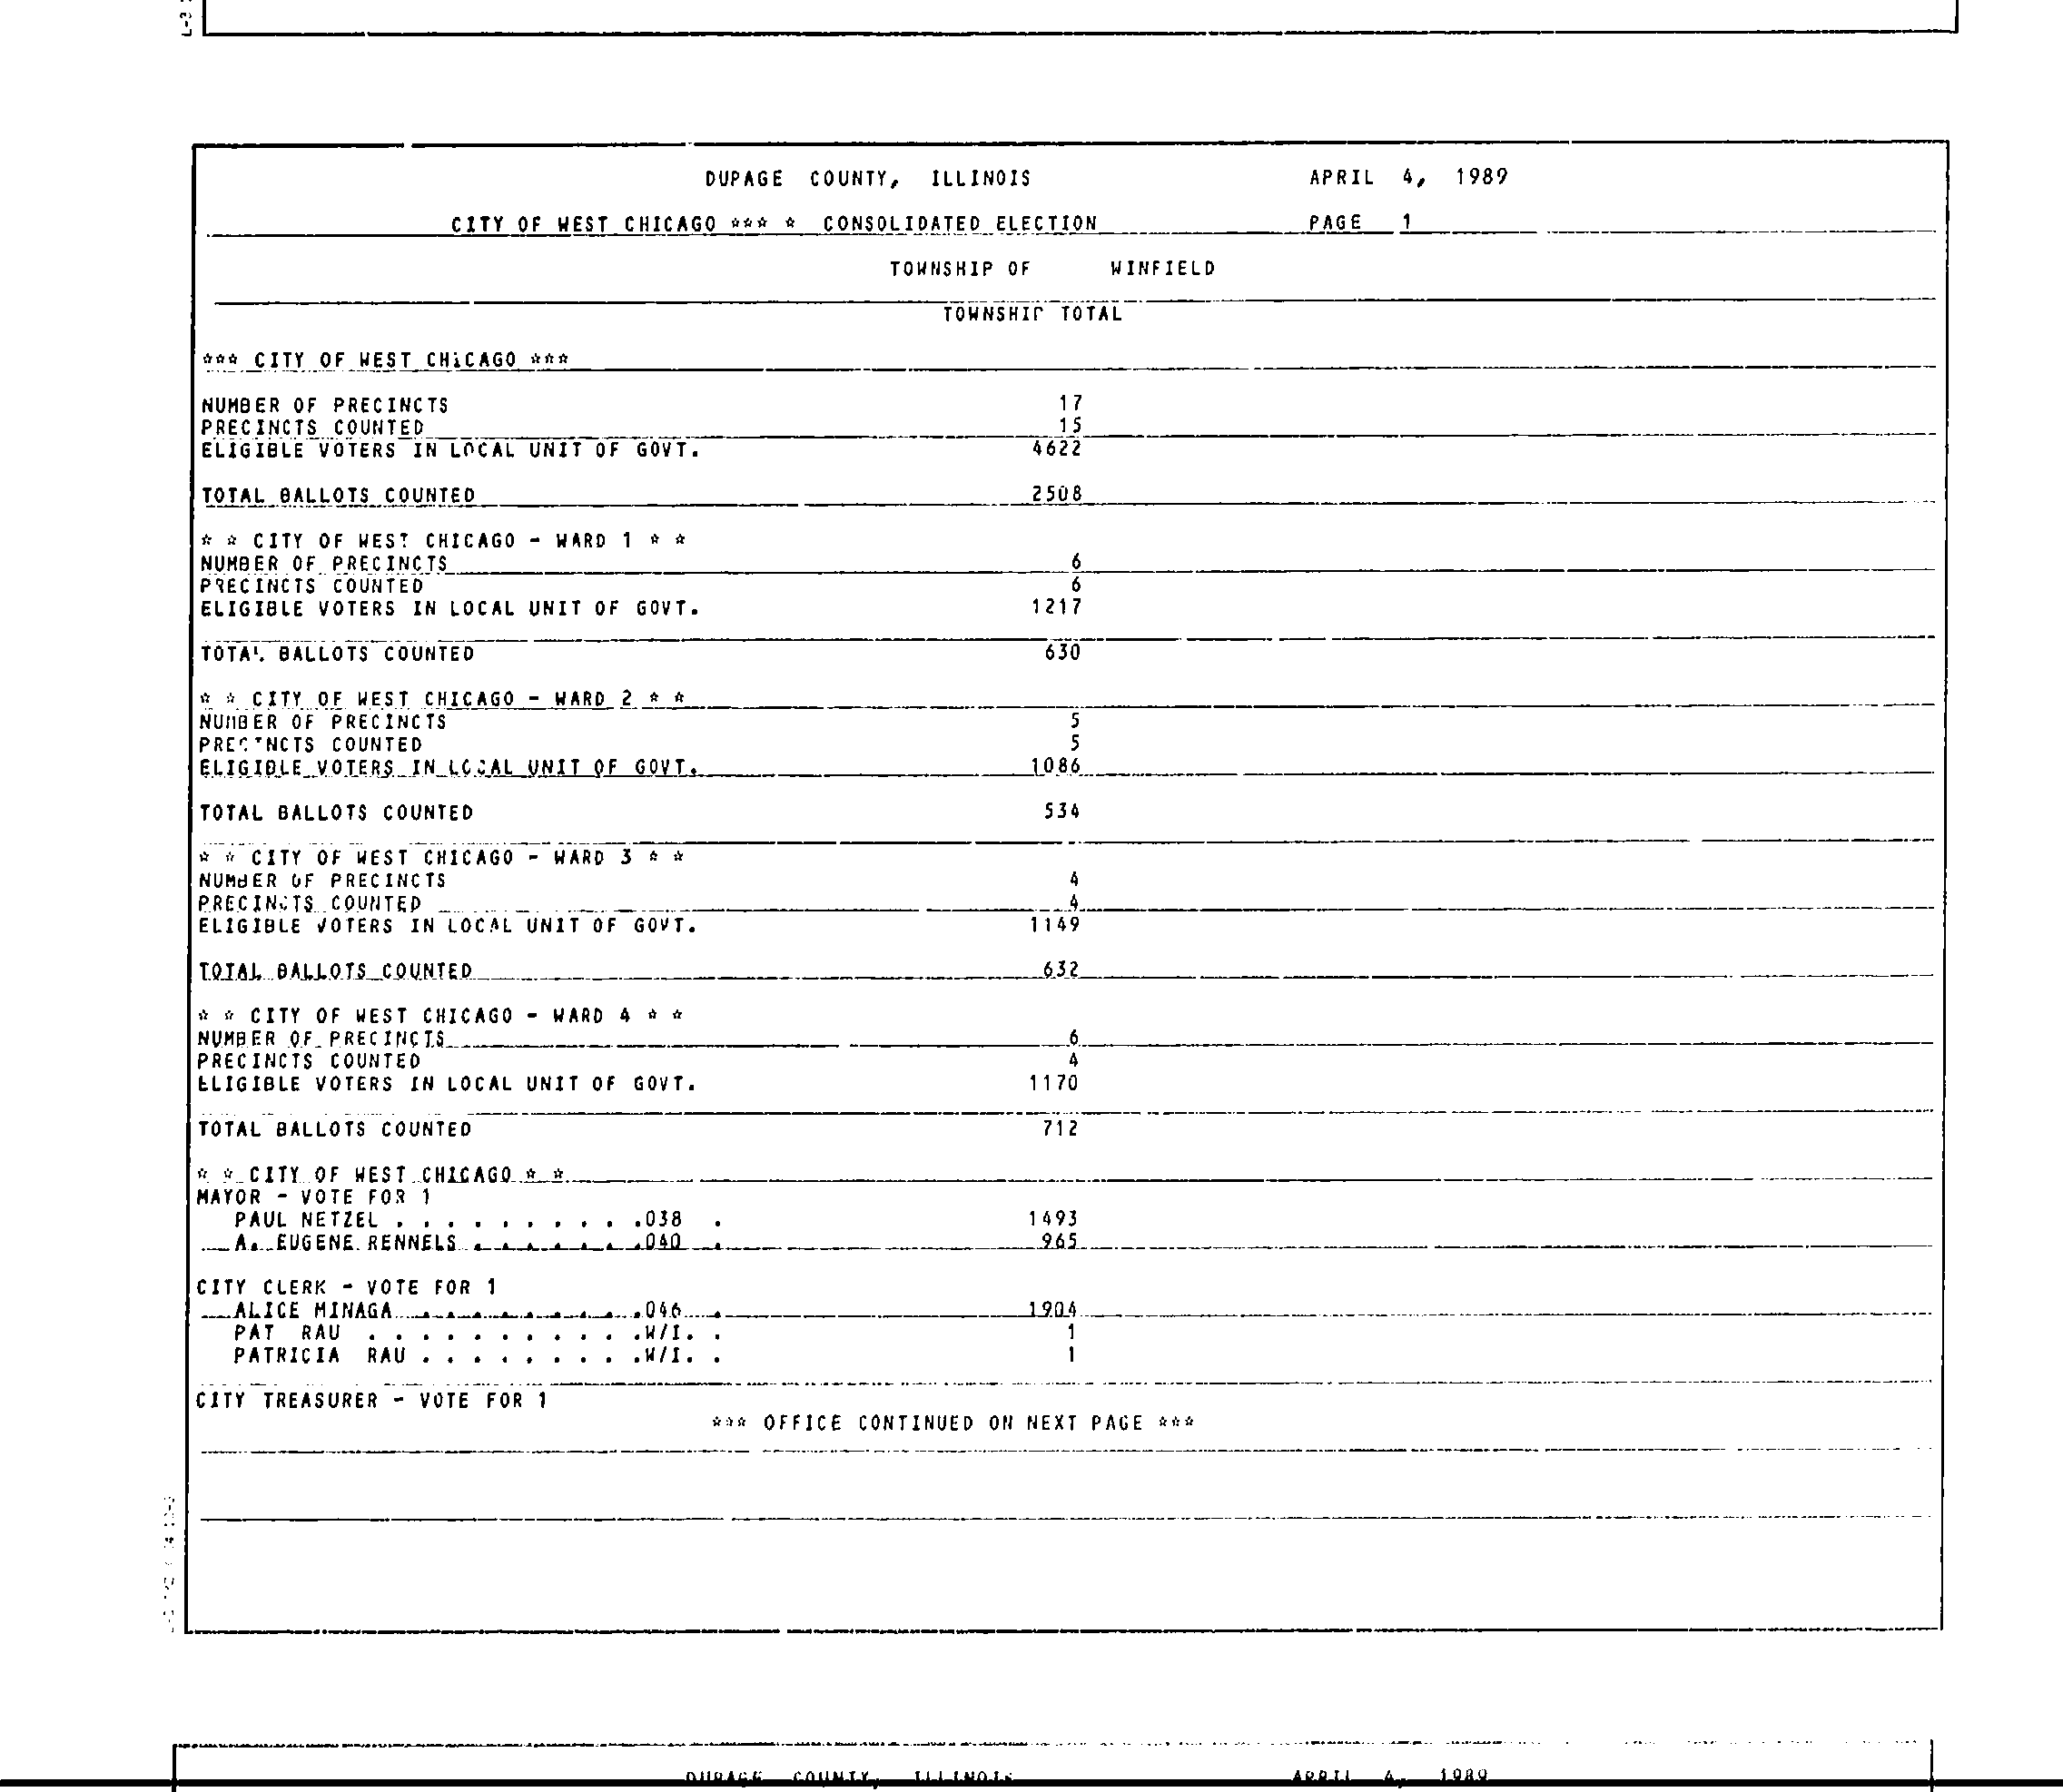 DUPAGE COUNTY, ILLINOIS APRIL 4, 1989
CITY OF WEST CHICAGO *** * CONSOLIDATED ELECTION PAGE 1
TOWNSHIP OF WINFIELD
TOWNSHIP TOTAL
*** CITY OF WEST CHICAGO ***
NUMBER OF PRECINCTS 17
PRECINCTS COUNTED 15
ELIGIBLE VOTERS IN LOCAL UNIT OF GOVT. 4622
TOTAL BALLOTS COUNTED 2508
* * CITY OF WEST CHICAGO - WARD 1 * *
NUMBER OF PRECINCTS 6
PRECINCTS COUNTED 6
ELIGIBLE VOTERS IN LOCAL UNIT OF GOVT. 1217
TOTAL BALLOTS COUNTED 630
* * CITY OF WEST CHICAGO - WARD 2 * *
NUMBER OF PRECINCTS 5
PRECINCTS COUNTED 5
ELIGIBLE VOTERS IN LOCAL UNIT OF GOVT. 1086
TOTAL BALLOTS COUNTED 534
* * CITY OF WEST CHICAGO - WARD 3 * *
NUMBER OF PRECINCTS 4
PRECINCTS COUNTED 4
ELIGIBLE VOTERS IN LOCAL UNIT OF GOVT. 1149
TOTAL BALLOTS COUNTED 632
* * CITY OF WEST CHICAGO - WARD 4 * *
NUMBER OF PRECINCTS 6
PRECINCTS COUNTED 4
ELIGIBLE VOTERS IN LOCAL UNIT OF GOVT. 1170
TOTAL BALLOTS COUNTED 712
* * CITY OF WEST CHICAGO * *
MAYOR - VOTE FOR 1
PAUL NETZEL . . . . . . . . . .038 . 1493
A. EUGENE RENNELS . . . . . . .040 . 965
CITY CLERK - VOTE FOR 1
ALICE MINAGA . . . . . . . . .046 . 1904
PAT RAU . . . . . . . . . . .W/I. . 1
PATRICIA RAU . . . . . . . . .W/I. . 1
CITY TREASURER - VOTE FOR 1
*** OFFICE CONTINUED ON NEXT PAGE ***
DUPAGE COUNTY, ILLINOIS APRIL 4, 1989